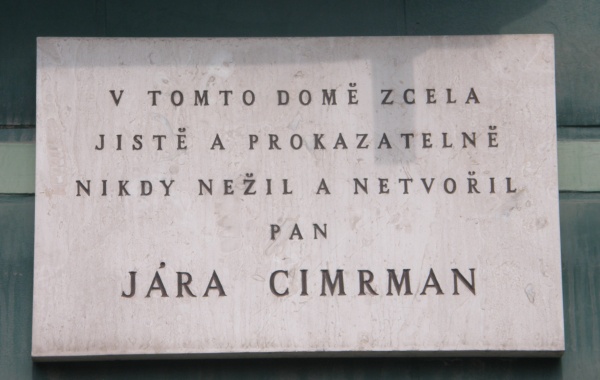 V TOMTO DOMĚ ZCELA
JISTĚ A PROKAZATELNĚ
NIKDY NEŽIL A NETVOŘIL
PAN
JÁRA CIMRMAN